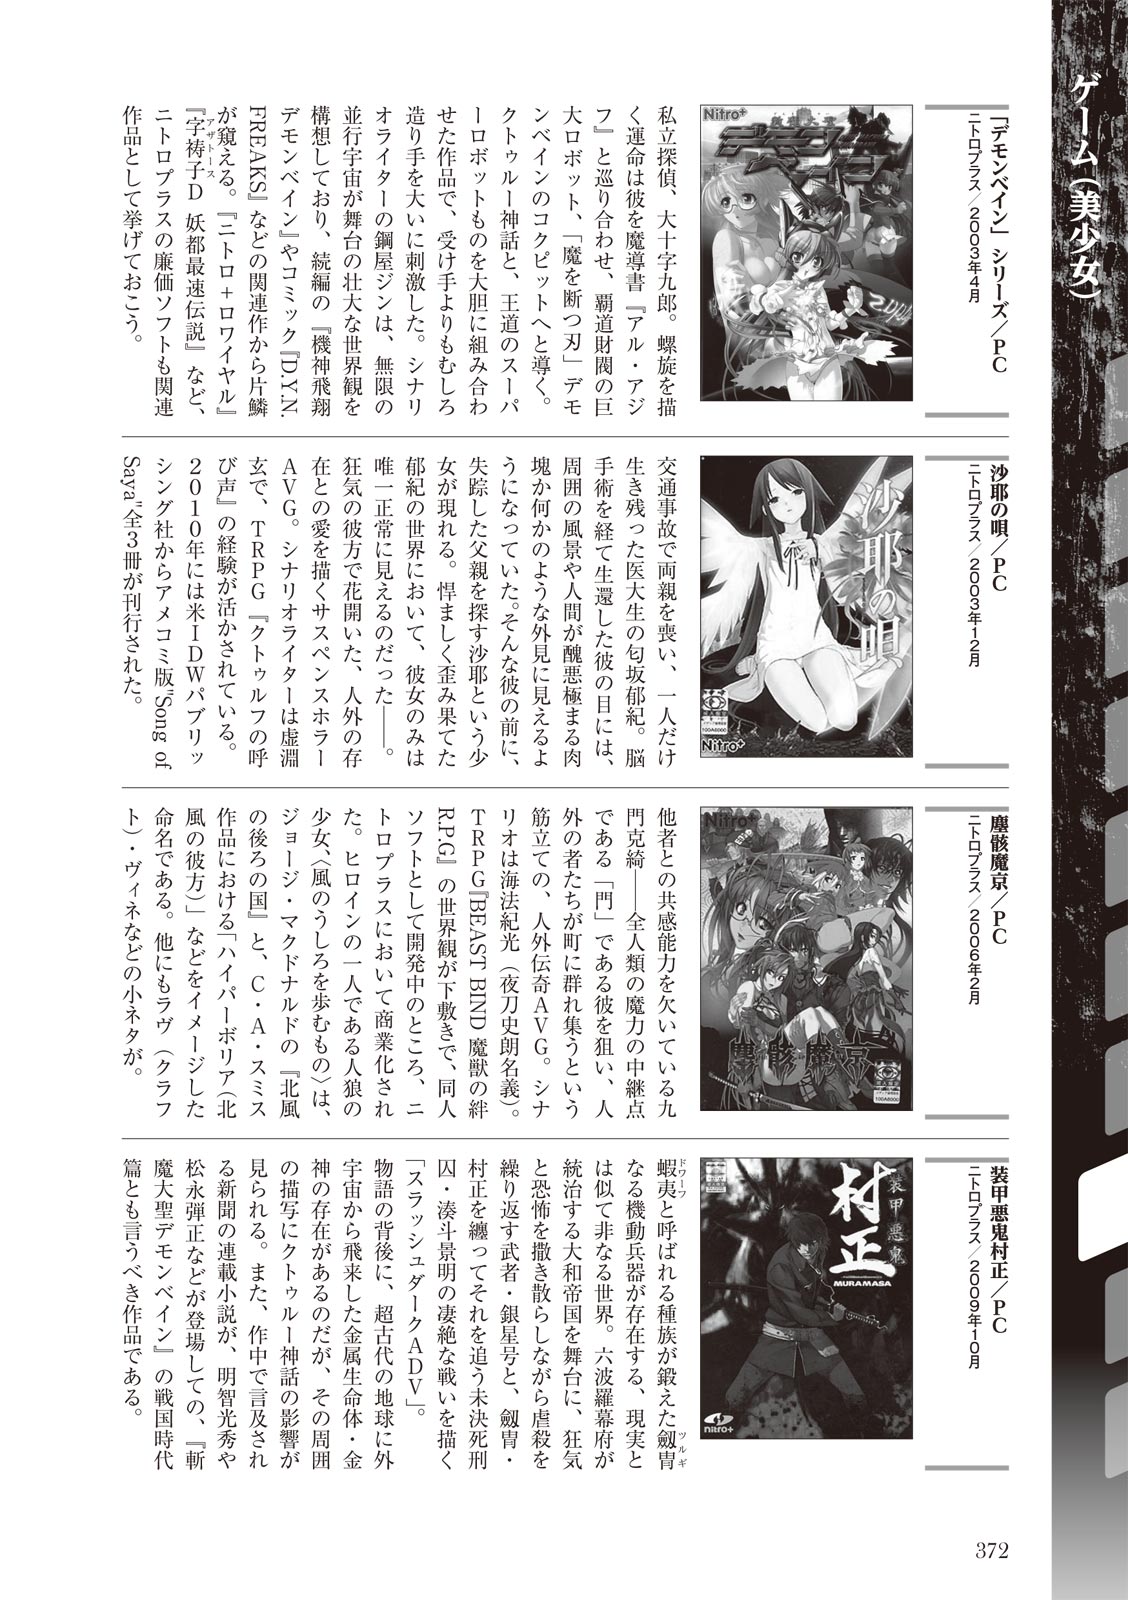 ゲーム（美少女）
「デモンベイン」シリーズ／PC
ニトロプラス／2003年4月
Nitro+
デモンベイン
私立探偵、大十字九郎。螺旋を描
く運命は彼を魔導書『アル・アジ
フ』と巡り合わせ、覇道財閥の巨
大ロボット、「魔を断つ刃」デモ
ンベインのコクピットへと導く。
クトゥルー神話と、王道のスーパ
ーロボットものを大胆に組み合わ
せた作品で、受け手よりもむしろ
造り手を大いに刺激した。シナリ
オライターの鋼屋ジンは、無限の
並行宇宙が舞台の壮大な世界観を
構想しており、続編の『機神飛翔
デモンベイン』やコミック『D.Y.N.
FREAKS』などの関連作から片鱗
が窺える。『ニトロ＋ロワイヤル』
『字祷子D 妖都最速伝説』など、
アザトース
ニトロプラスの廉価ソフトも関連
作品として挙げておこう。
沙耶の唄／PC
ニトロプラス／2003年12月
沙耶の唄
Nitro+
交通事故で両親を喪い、一人だけ
生き残った医大生の匂坂郁紀。脳
手術を経て生還した彼の目には、
周囲の風景や人間が醜悪極まる肉
塊か何かのような外見に見えるよ
うになっていた。そんな彼の前に、
失踪した父親を探す沙耶という少
女が現れる。悍ましく歪み果てた
郁紀の世界において、彼女のみは
唯一正常に見えるのだった――。
狂気の彼方で花開いた、人外の存
在との愛を描くサスペンスホラー
AVG。シナリオライターは虚淵
玄で、TRPG『クトゥルフの呼
び声』の経験が活かされている。
2010年には米IDWパブリッ
シング社からアメコミ版"Song of
Saya"全3冊が刊行された。
塵骸魔京／PC
ニトロプラス／2006年2月
Nitro+
塵骸魔京
他者との共感能力を欠いている九
門克綺――全人類の魔力の中継点
である「門」である彼を狙い、人
外の者たちが町に群れ集うという
筋立ての、人外伝奇AVG。シナ
リオは海法紀光（夜刀史朗名義）。
TRPG『BEAST BIND 魔獣の絆
R.P.G』の世界観が下敷きで、同人
ソフトとして開発中のところ、ニ
トロプラスにおいて商業化され
た。ヒロインの一人である人狼の
少女、〈風のうしろを歩むもの〉は、
ジョージ・マクドナルドの『北風
の後ろの国』と、C・A・スミス
作品における「ハイパーボリア（北
風の彼方）」などをイメージした
命名である。他にもラヴ（クラフ
ト）・ヴィネなどの小ネタが。
装甲悪鬼村正／PC
ニトロプラス／2009年10月
装甲悪鬼
村正
MURAMASA
nitro+
蝦夷と呼ばれる種族が鍛えた劔冑
ドワーフ
ツルギ
なる機動兵器が存在する、現実と
は似て非なる世界。六波羅幕府が
統治する大和帝国を舞台に、狂気
と恐怖を撒き散らしながら虐殺を
繰り返す武者・銀星号と、劔冑・
村正を纏ってそれを追う未決死刑
囚・湊斗景明の凄絶な戦いを描く
「スラッシュダークADV」。
物語の背後に、超古代の地球に外
宇宙から飛来した金属生命体・金
神の存在があるのだが、その周囲
の描写にクトゥルー神話の影響が
見られる。また、作中で言及され
る新聞の連載小説が、明智光秀や
松永弾正などが登場しての、『斬
魔大聖デモンベイン』の戦国時代
篇とも言うべき作品である。
372